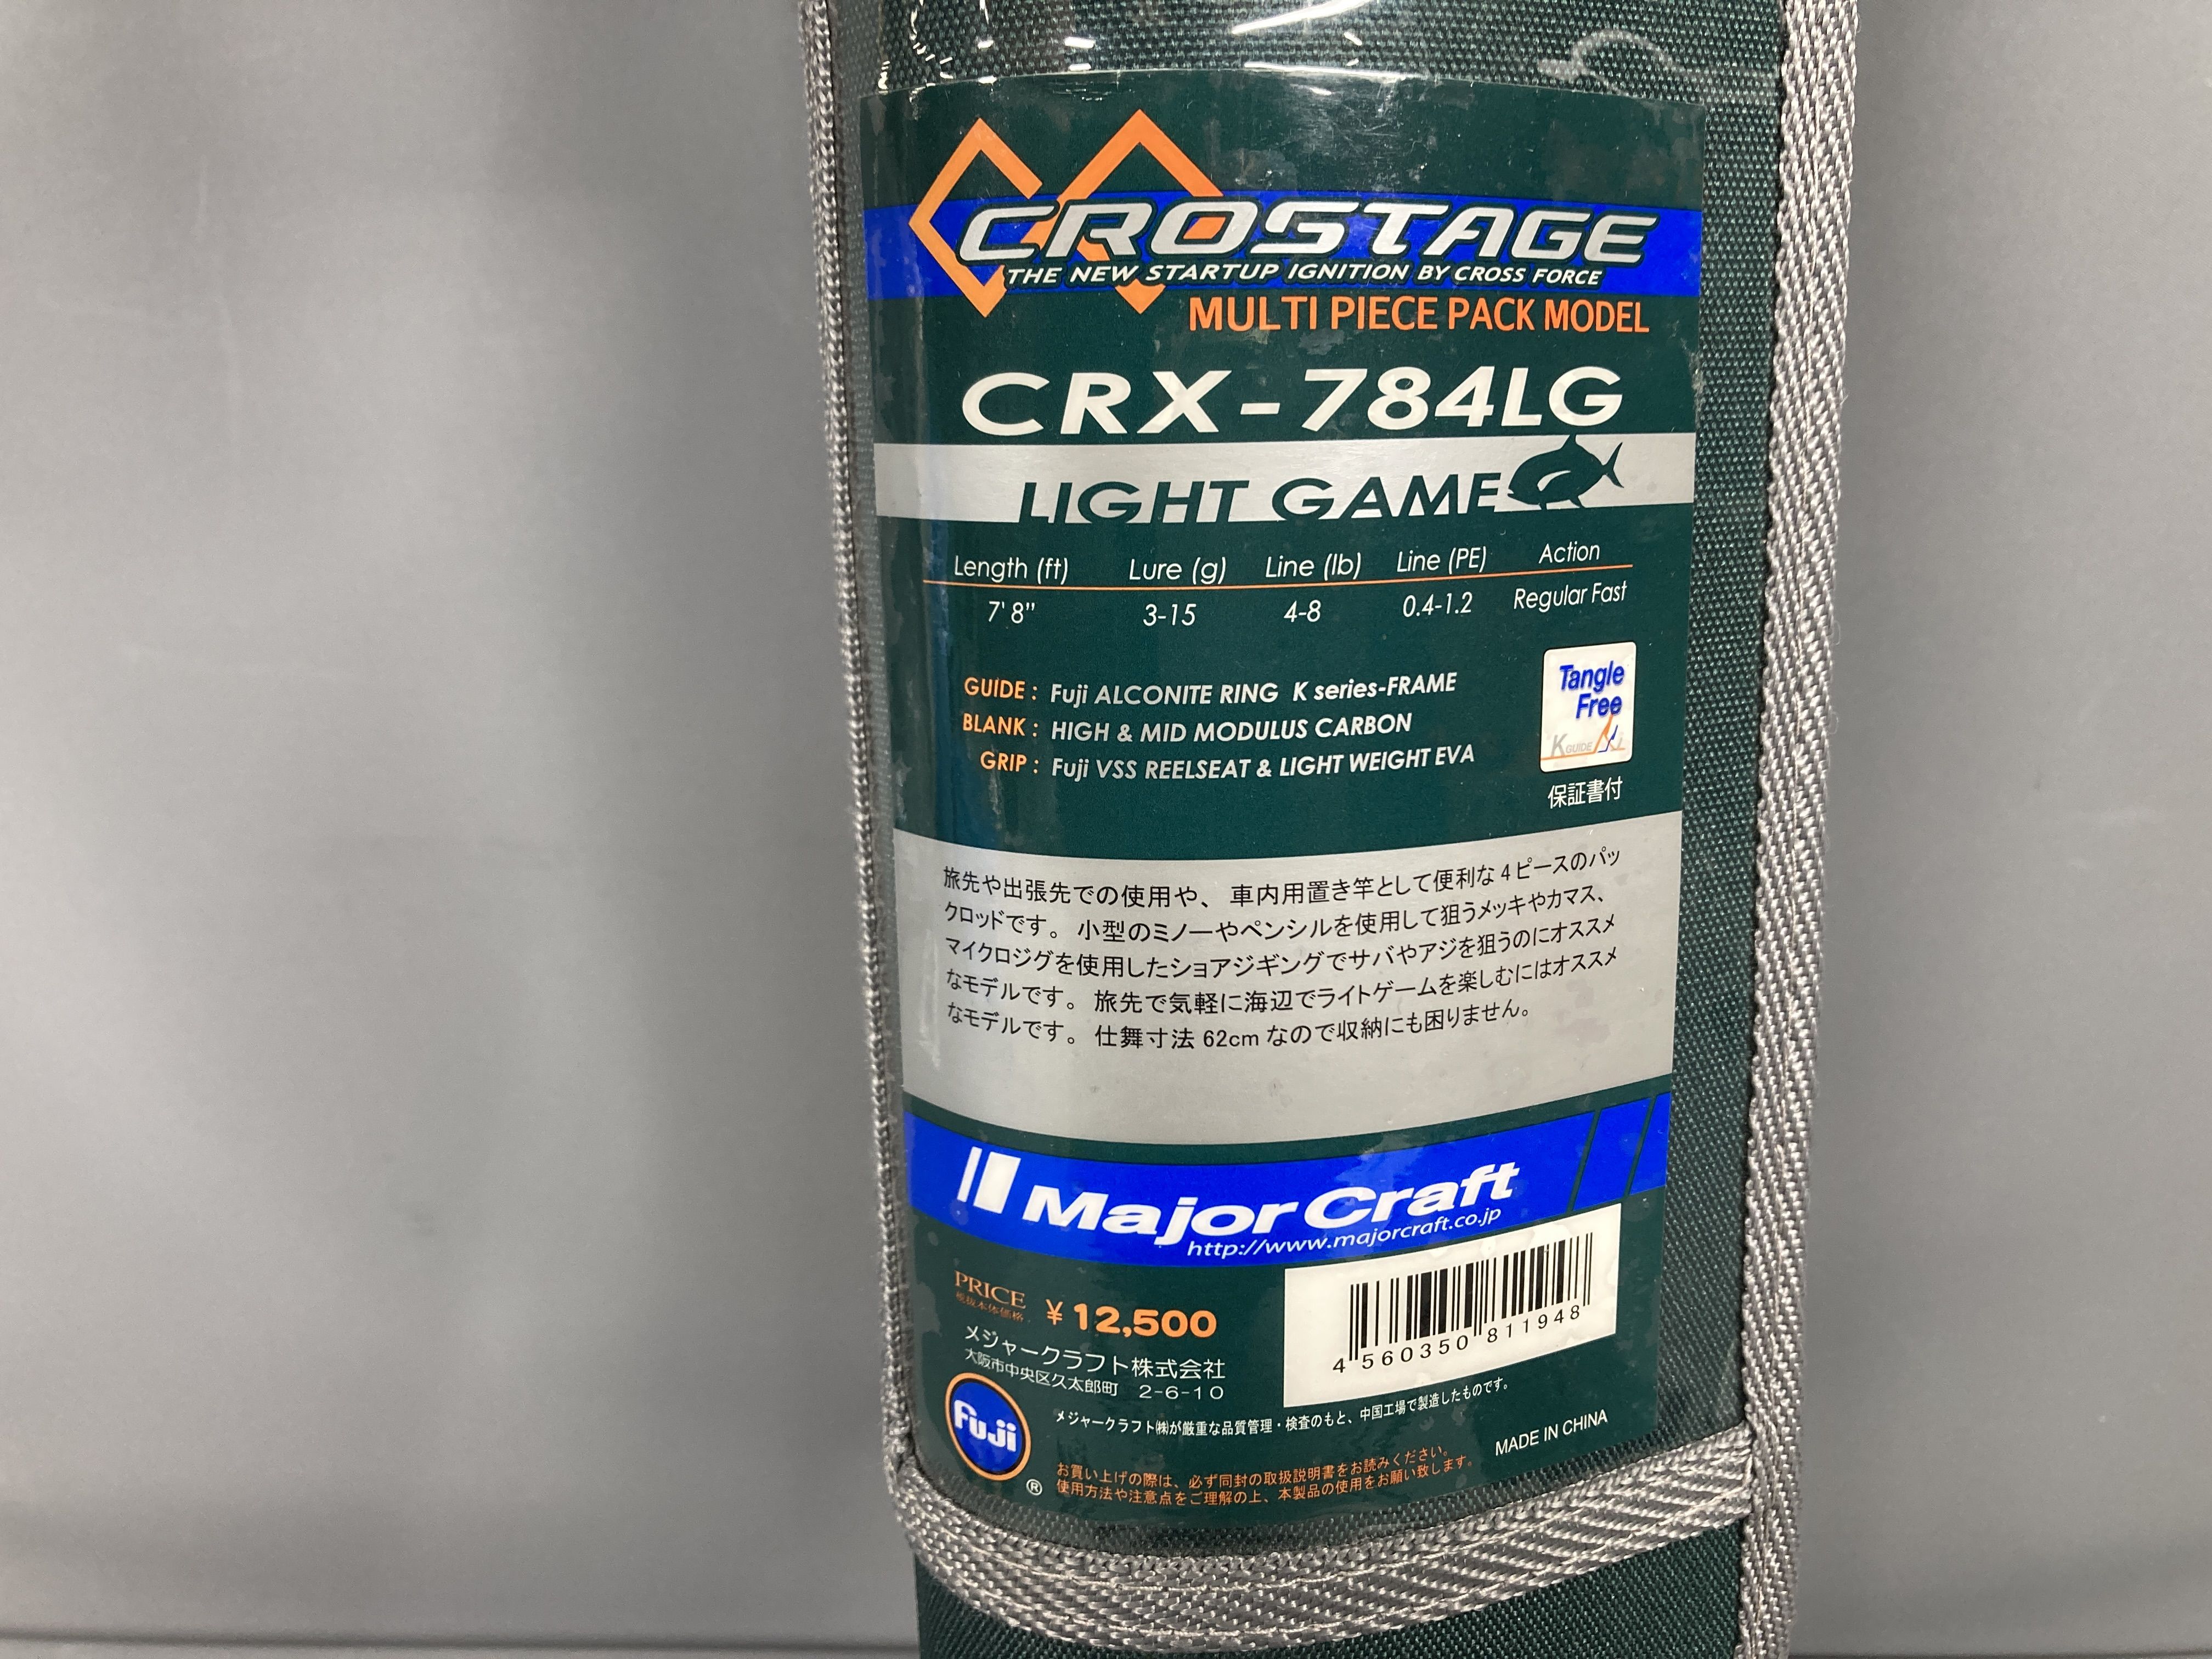 CROSTAGE
THE NEW STARTUP IGNITION BY CROSS FORCE
MULTI PIECE PACK MODEL
CRX-784LG
LIGHT GAME
Length (ft) Lure (g) Line (lb) Line (PE) Action
7' 8" 3-15 4-8 0.4-1.2 Regular Fast
GUIDE : Fuji ALCONITE RING K series-FRAME
BLANK : HIGH & MID MODULUS CARBON
GRIP : Fuji VSS REELSEAT & LIGHT WEIGHT EVA
Tangle
Free
K GUIDE
保証書付
旅先や出張先での使用や、車内用置き竿として便利な4ピースのパッ
クロッドです。小型のミノーやペンシルを使用して狙うメッキやカマス、
マイクロジグを使用したショアジギングでサバやアジを狙うのにオススメ
なモデルです。旅先で気軽に海辺でライトゲームを楽しむにはオススメ
なモデルです。仕舞寸法62cmなので収納にも困りません。
Major Craft
http://www.majorcraft.co.jp
PRICE
税抜本体価格
¥12,500
メジャークラフト株式会社
大阪市中央区久太郎町 2-6-10
4 560350 811948
Fuji
®
メジャークラフト㈱が厳重な品質管理・検査のもと、中国工場で製造したものです。
MADE IN CHINA
お買い上げの際は、必ず同封の取扱説明書をお読みください。
使用方法や注意点をご理解の上、本製品の使用をお願い致します。